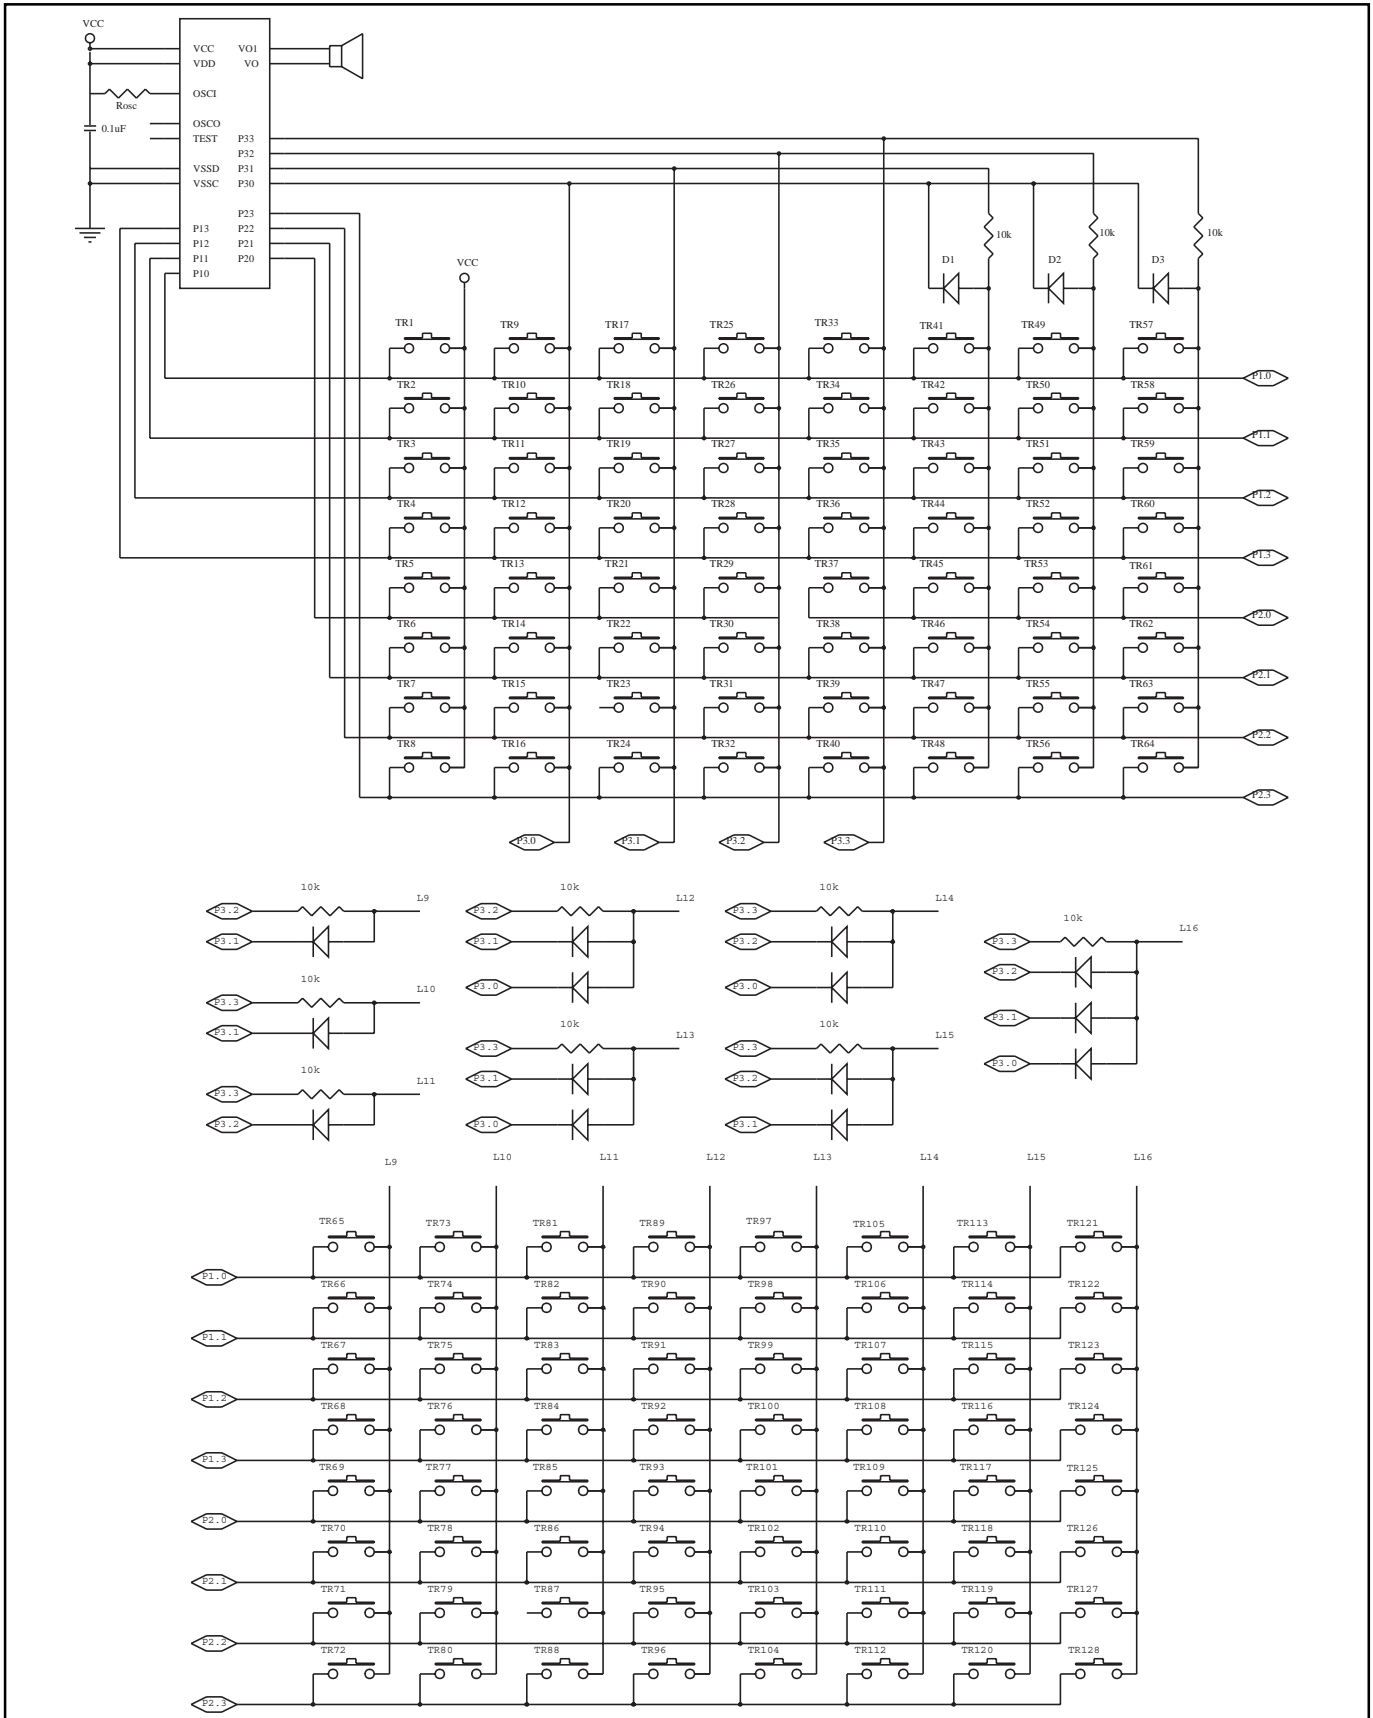 VCC
VCC VO1
VDD VO
OSCI
Rosc
OSCO
0.1uF
TEST P33
P32
VSSD P31
VSSC P30
P23
P13 P22
P12 P21
P11 P20
P10
10k 10k 10k
VCC
D1 D2 D3
TR1 TR9 TR17 TR25 TR33 TR41 TR49 TR57
P1.0
TR2 TR10 TR18 TR26 TR34 TR42 TR50 TR58
P1.1
TR3 TR11 TR19 TR27 TR35 TR43 TR51 TR59
P1.2
TR4 TR12 TR20 TR28 TR36 TR44 TR52 TR60
P1.3
TR5 TR13 TR21 TR29 TR37 TR45 TR53 TR61
P2.0
TR6 TR14 TR22 TR30 TR38 TR46 TR54 TR62
P2.1
TR7 TR15 TR23 TR31 TR39 TR47 TR55 TR63
P2.2
TR8 TR16 TR24 TR32 TR40 TR48 TR56 TR64
P2.3
P3.0 P3.1 P3.2 P3.3
10k L9
P3.2
P3.1
10k L10
P3.3
P3.1
10k L11
P3.3
P3.2
10k L12
P3.2
P3.1
P3.0
10k L13
P3.3
P3.1
P3.0
10k L14
P3.3
P3.2
P3.0
10k L15
P3.3
P3.2
P3.1
10k L16
P3.3
P3.2
P3.1
P3.0
L9 L10 L11 L12 L13 L14 L15 L16
TR65 TR73 TR81 TR89 TR97 TR105 TR113 TR121
P1.0
TR66 TR74 TR82 TR90 TR98 TR106 TR114 TR122
P1.1
TR67 TR75 TR83 TR91 TR99 TR107 TR115 TR123
P1.2
TR68 TR76 TR84 TR92 TR100 TR108 TR116 TR124
P1.3
TR69 TR77 TR85 TR93 TR101 TR109 TR117 TR125
P2.0
TR70 TR78 TR86 TR94 TR102 TR110 TR118 TR126
P2.1
TR71 TR79 TR87 TR95 TR103 TR111 TR119 TR127
P2.2
TR72 TR80 TR88 TR96 TR104 TR112 TR120 TR128
P2.3